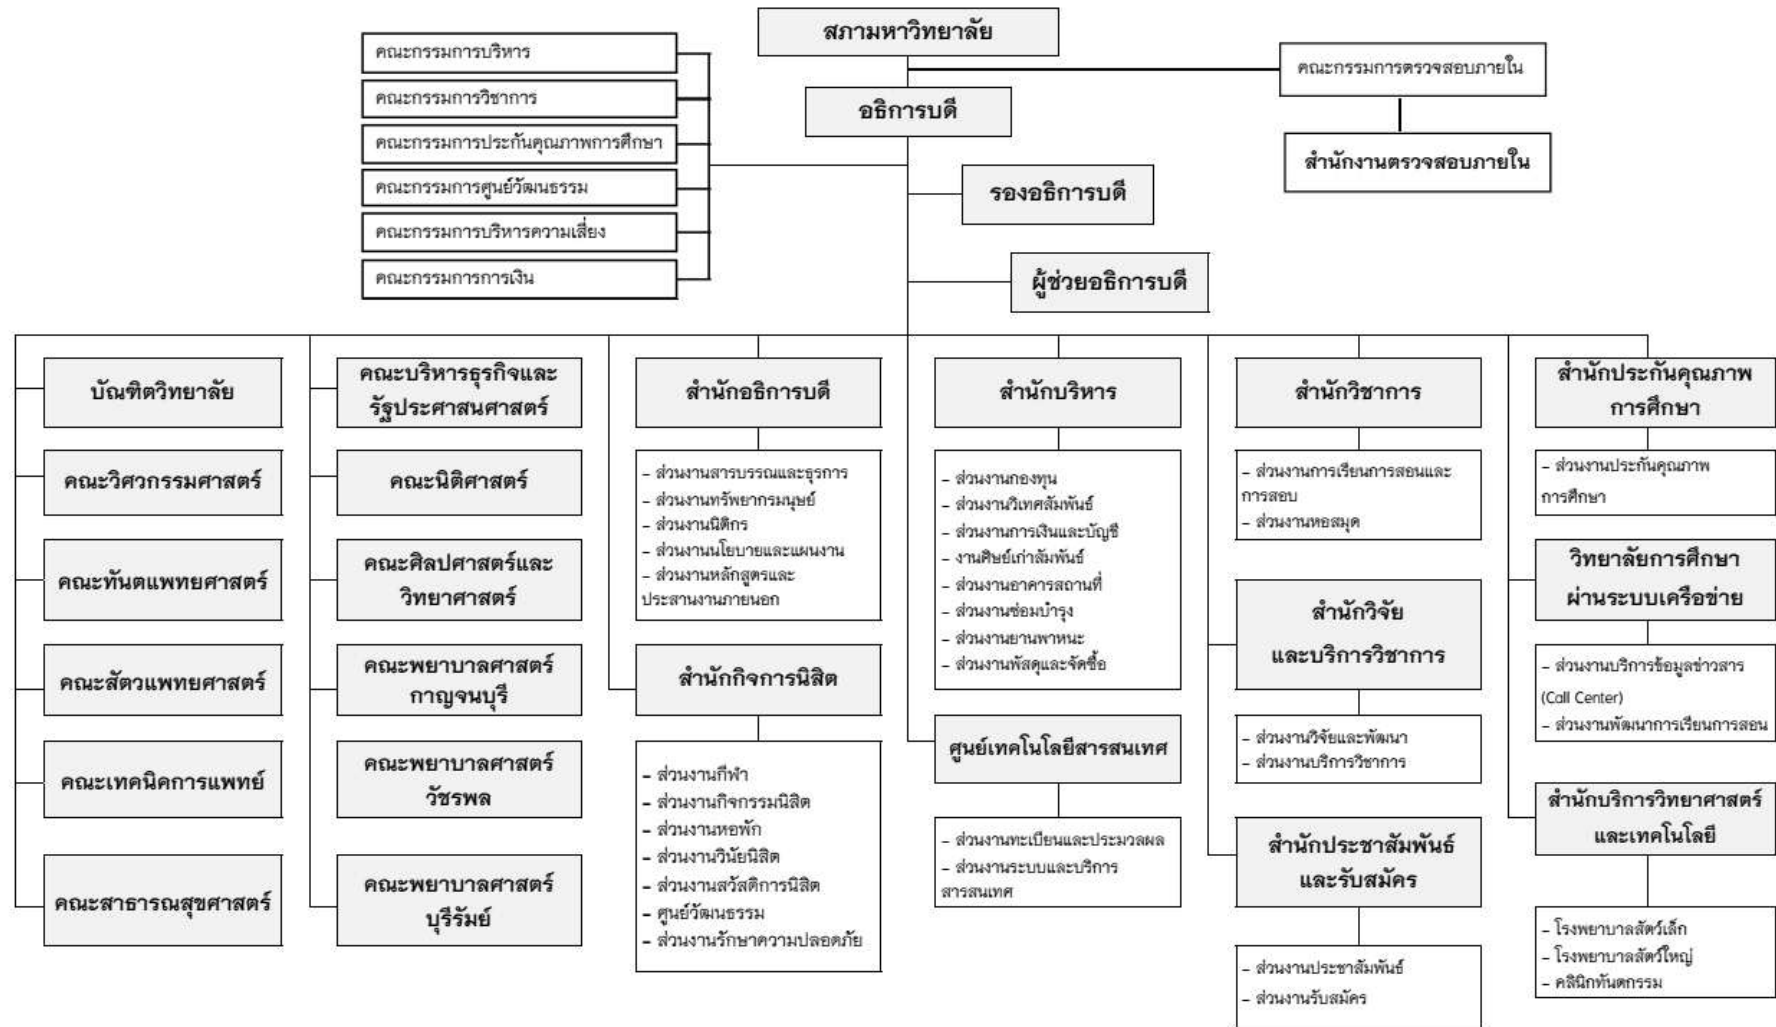 สภามหาวิทยาลัย
คณะกรรมการบริหาร
คณะกรรมการวิชาการ
คณะกรรมการประกันคุณภาพการศึกษา
คณะกรรมการศูนย์วัฒนธรรม
คณะกรรมการบริหารความเสี่ยง
คณะกรรมการการเงิน
คณะกรรมการตรวจสอบภายใน
สำนักงานตรวจสอบภายใน
อธิการบดี
รองอธิการบดี
ผู้ช่วยอธิการบดี
บัณฑิตวิทยาลัย
คณะวิศวกรรมศาสตร์
คณะทันตแพทยศาสตร์
คณะสัตวแพทยศาสตร์
คณะเทคนิคการแพทย์
คณะสาธารณสุขศาสตร์
คณะบริหารธุรกิจและ
รัฐประศาสนศาสตร์
คณะนิติศาสตร์
คณะศิลปศาสตร์และ
วิทยาศาสตร์
คณะพยาบาลศาสตร์
กาญจนบุรี
คณะพยาบาลศาสตร์
วัชรพล
คณะพยาบาลศาสตร์
บุรีรัมย์
สำนักอธิการบดี
- ส่วนงานสารบรรณและธุรการ
- ส่วนงานทรัพยากรมนุษย์
- ส่วนงานนิติกร
- ส่วนงานนโยบายและแผนงาน
- ส่วนงานหลักสูตรและ
ประสานงานภายนอก
สำนักกิจการนิสิต
- ส่วนงานกีฬา
- ส่วนงานกิจกรรมนิสิต
- ส่วนงานหอพัก
- ส่วนงานวินัยนิสิต
- ส่วนงานสวัสดิการนิสิต
- ศูนย์วัฒนธรรม
- ส่วนงานรักษาความปลอดภัย
สำนักบริหาร
- ส่วนงานกองทุน
- ส่วนงานวิเทศสัมพันธ์
- ส่วนงานการเงินและบัญชี
- งานศิษย์เก่าสัมพันธ์
- ส่วนงานอาคารสถานที่
- ส่วนงานซ่อมบำรุง
- ส่วนงานยานพาหนะ
- ส่วนงานพัสดุและจัดซื้อ
ศูนย์เทคโนโลยีสารสนเทศ
- ส่วนงานทะเบียนและประมวลผล
- ส่วนงานระบบและบริการ
สารสนเทศ
สำนักวิชาการ
- ส่วนงานการเรียนการสอนและ
การสอบ
- ส่วนงานหอสมุด
สำนักวิจัย
และบริการวิชาการ
- ส่วนงานวิจัยและพัฒนา
- ส่วนงานบริการวิชาการ
สำนักประชาสัมพันธ์
และรับสมัคร
- ส่วนงานประชาสัมพันธ์
- ส่วนงานรับสมัคร
สำนักประกันคุณภาพ
การศึกษา
- ส่วนงานประกันคุณภาพ
การศึกษา
วิทยาลัยการศึกษา
ผ่านระบบเครือข่าย
- ส่วนงานบริการข้อมูลข่าวสาร
(Call Center)
- ส่วนงานพัฒนาการเรียนการสอน
สำนักบริการวิทยาศาสตร์
และเทคโนโลยี
- โรงพยาบาลสัตว์เล็ก
- โรงพยาบาลสัตว์ใหญ่
- คลินิกทันตกรรม